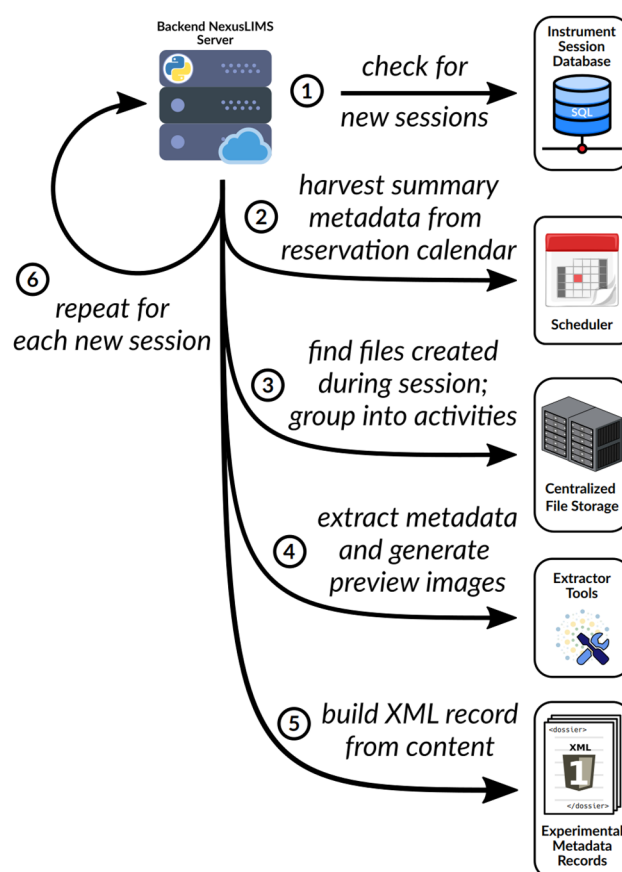 Backend NexusLIMS
Server
1
check for
new sessions
Instrument
Session
Database
SQL
2
harvest summary
metadata from
reservation calendar
Scheduler
6
repeat for
each new session
3
find files created
during session;
group into activities
Centralized
File Storage
4
extract metadata
and generate
preview images
Extractor
Tools
5
build XML record
from content
<dossier>
XML
1
</dossier>
Experimental
Metadata
Records